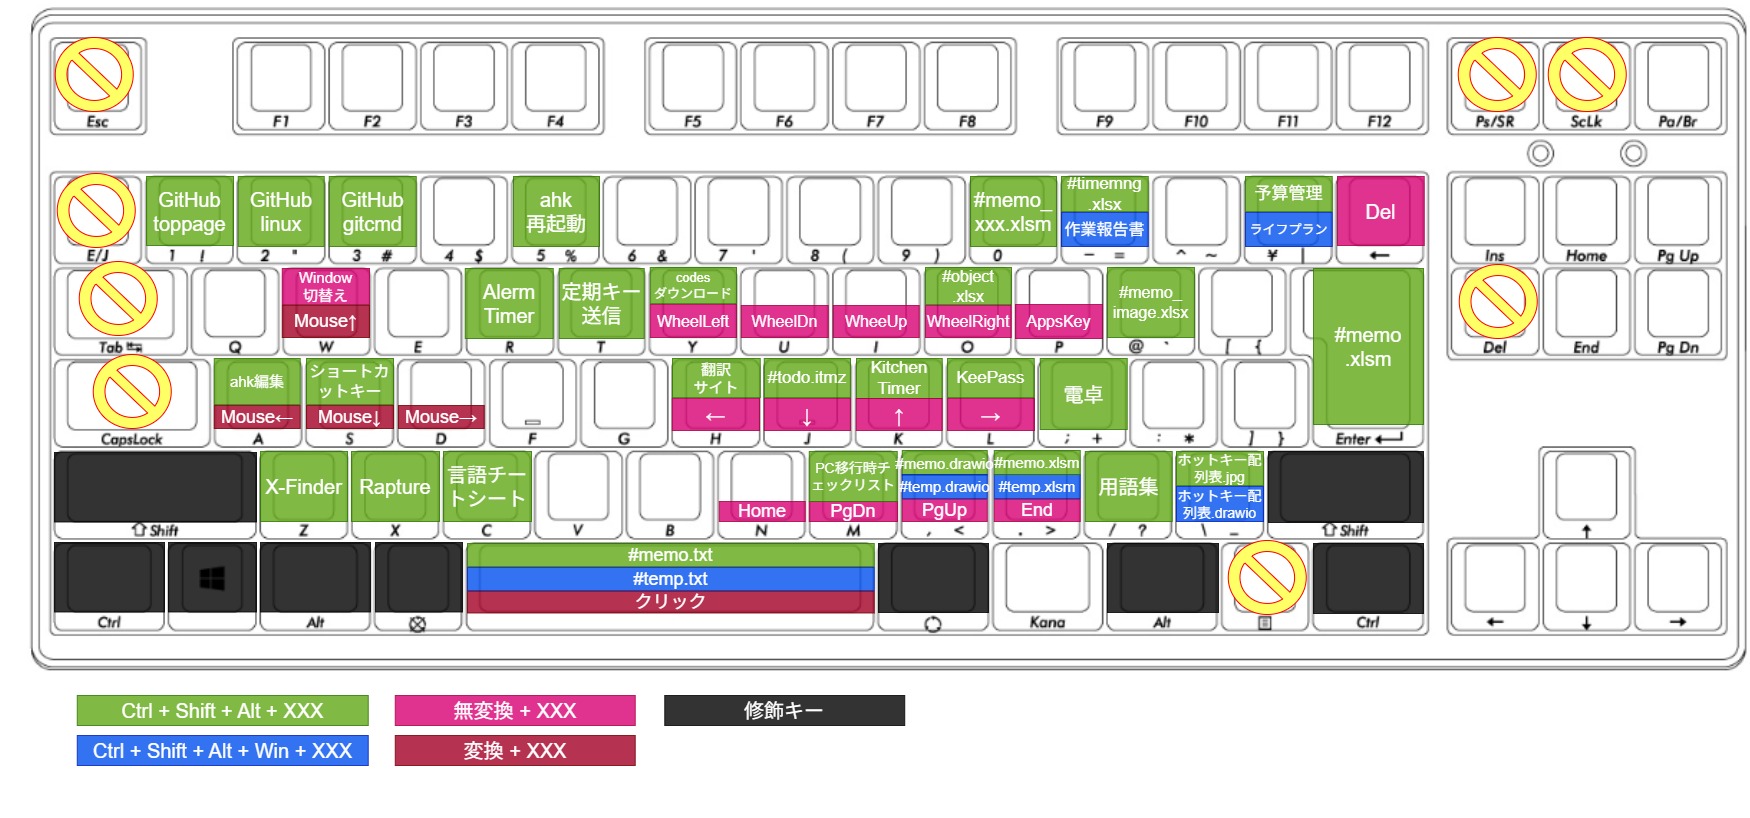 Esc
F1
F2
F3
F4
F5
F6
F7
F8
F9
F10
F11
F12
Ps/SR
ScLk
Pa/Br
E/J
GitHub
toppage
1 !
GitHub
linux
2 "
GitHub
gitcmd
3 #
4 $
ahk
再起動
5 %
6 &
7 '
8 (
9 )
#memo_
xxx.xlsm
0
#timemng
.xlsx
作業報告書
- =
^ ~
予算管理
ライフプラン
¥ |
Del
←
Ins
Home
Pg Up
Tab
Q
Window
切替え
Mouse↑
W
E
Alerm
Timer
R
定期キー
送信
T
codes
ダウンロード
WheelLeft
Y
WheelDn
U
WheeUp
I
#object
.xlsx
WheelRight
O
AppsKey
P
#memo_
image.xlsx
@ `
[ {
#memo
.xlsm
Enter
Del
End
Pg Dn
CapsLock
ahk編集
Mouse←
A
ショートカ
ットキー
Mouse↓
S
Mouse→
D
F
G
翻訳
サイト
←
H
#todo.itmz
↓
J
Kitchen
Timer
↑
K
KeePass
→
L
電卓
; +
: *
] }
Shift
X-Finder
Z
Rapture
X
言語チー
トシート
C
V
B
Home
N
PC移行時チ
ェックリスト
PgDn
M
#memo.drawio
#temp.drawio
PgUp
, <
#memo.xlsm
#temp.xlsm
End
. >
用語集
/ ?
ホットキー配
列表.jpg
ホットキー配
列表.drawio
\ _
Shift
↑
Ctrl
Alt
#memo.txt
#temp.txt
クリック
Kana
Alt
Ctrl
←
↓
→
Ctrl + Shift + Alt + XXX
無変換 + XXX
修飾キー
Ctrl + Shift + Alt + Win + XXX
変換 + XXX